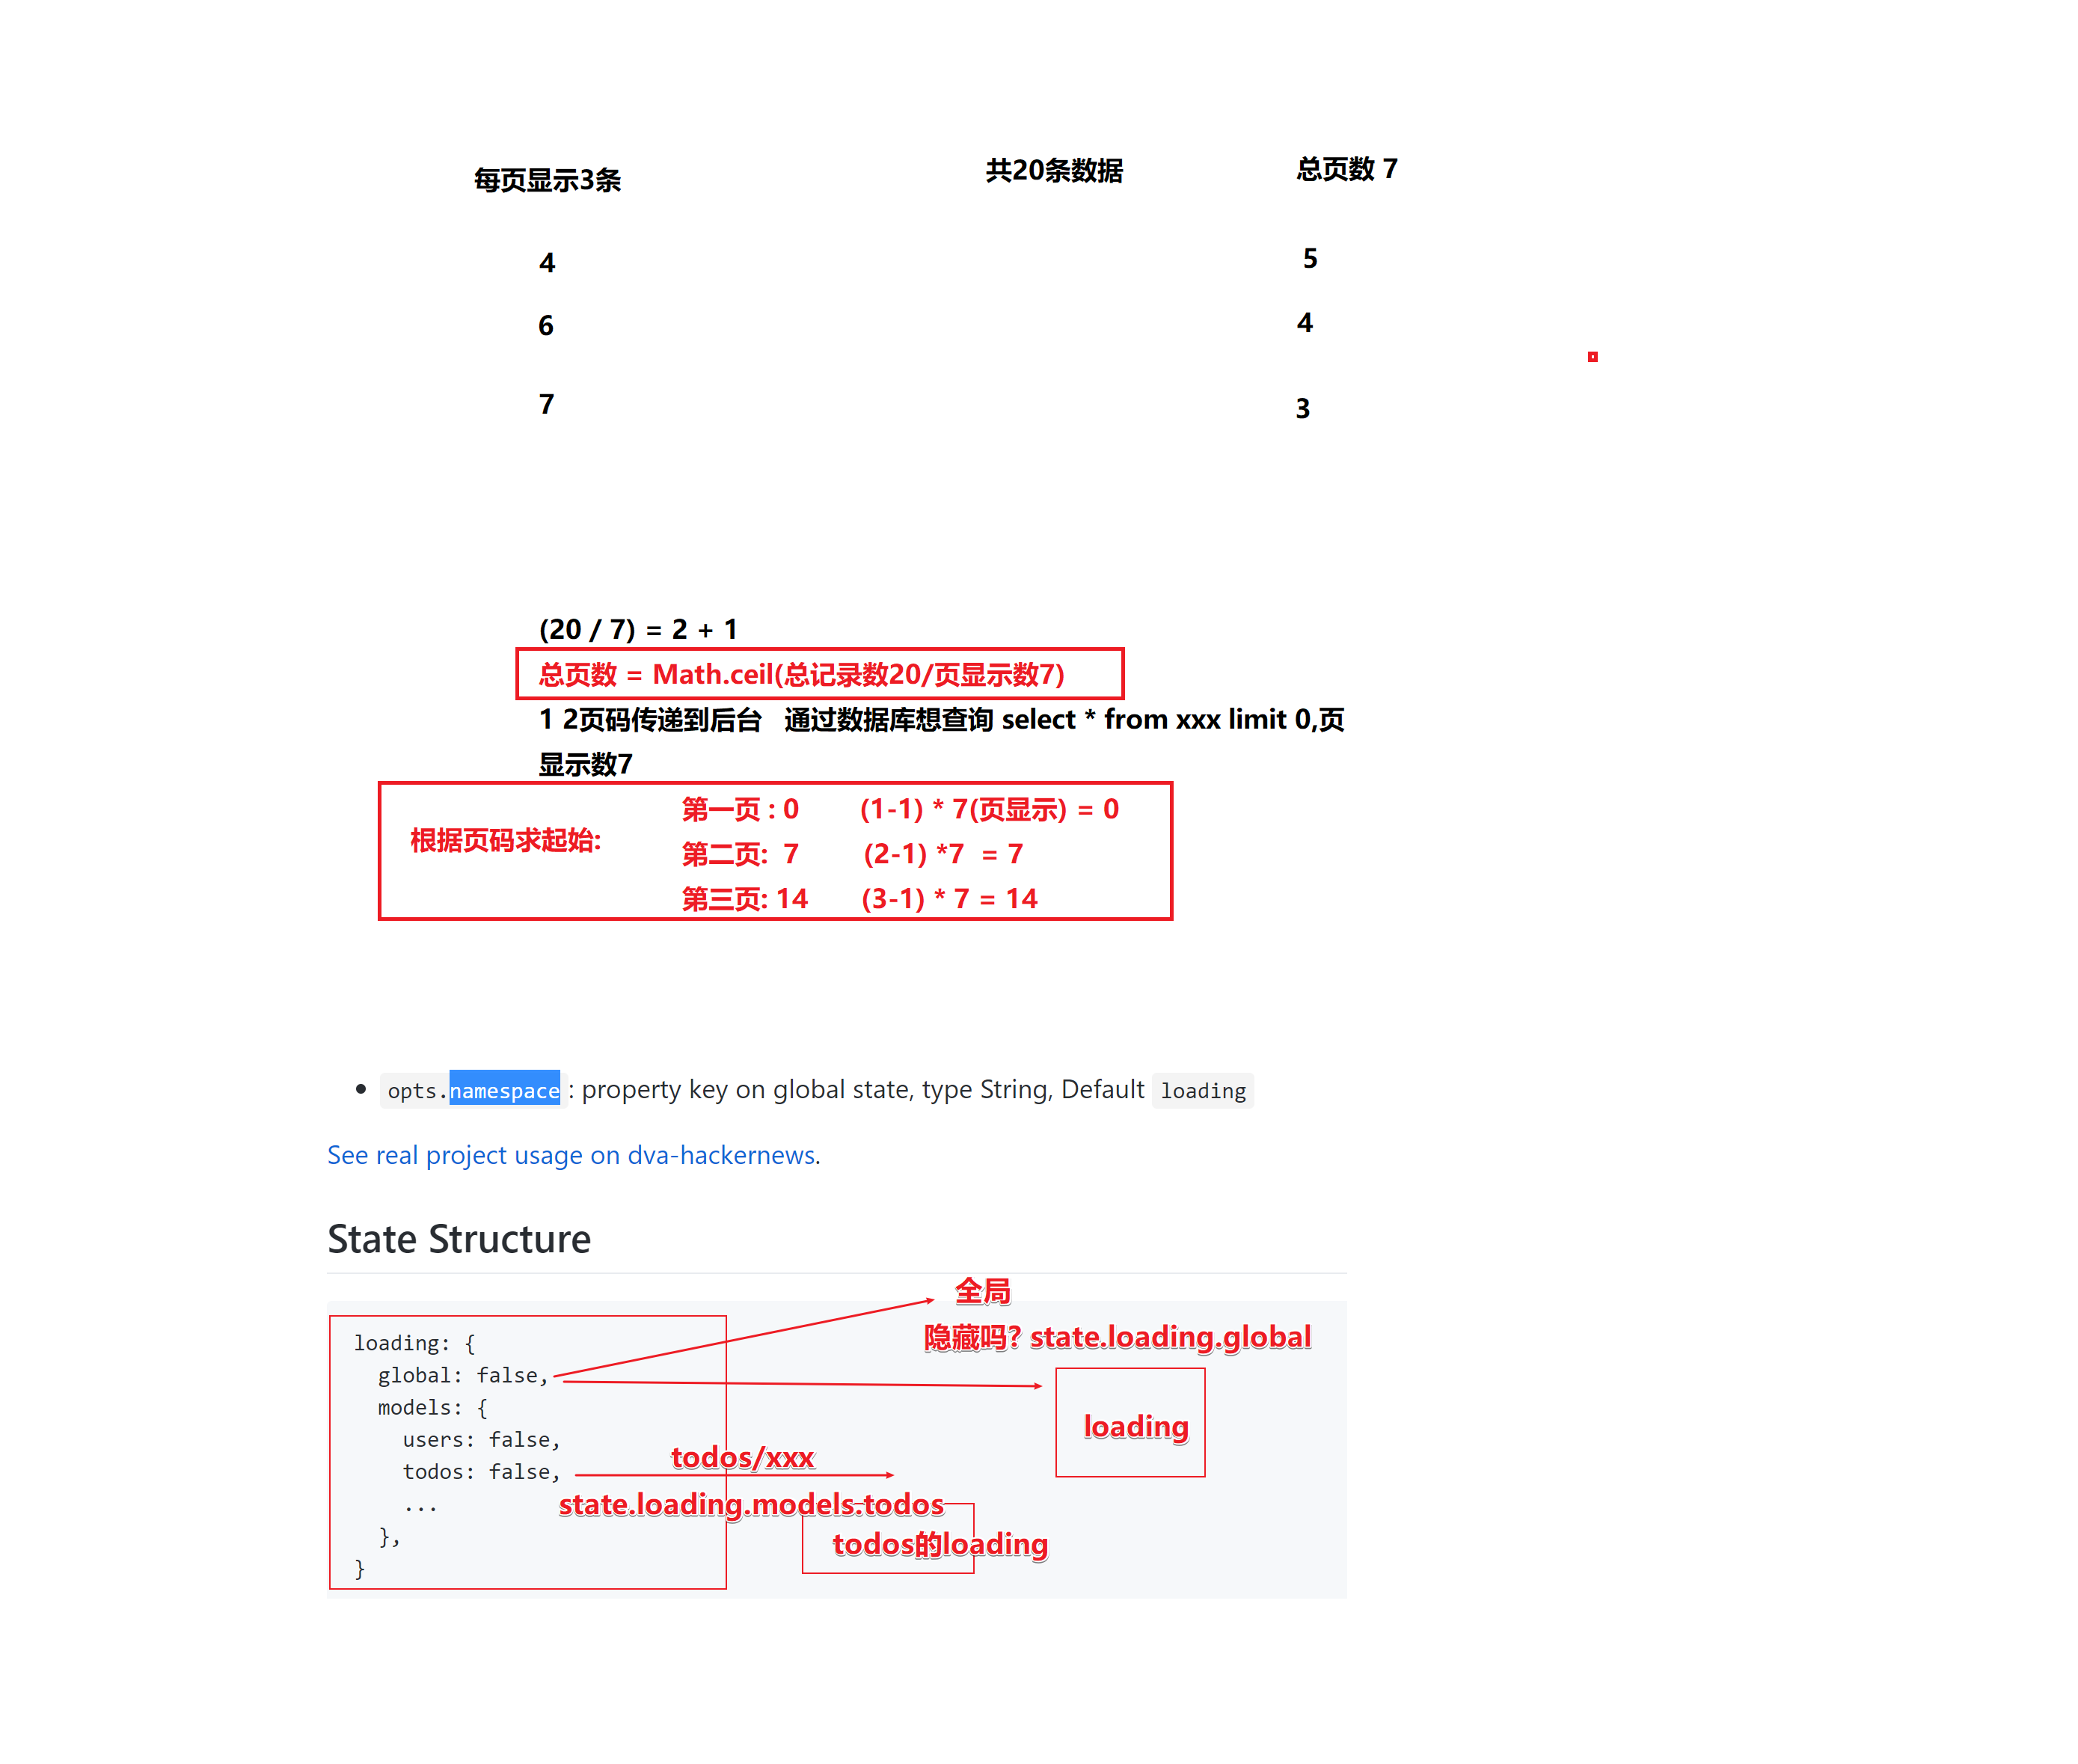 每页显示3条
共20条数据
总页数 7
4
5
6
4
7
3
(20 / 7) = 2 + 1
总页数 = Math.ceil(总记录数20/页显示数7)
1 2页码传递到后台 通过数据库想查询 select * from xxx limit 0,页
显示数7
根据页码求起始:
第一页 : 0 (1-1) * 7(页显示) = 0
第二页: 7 (2-1) *7 = 7
第三页: 14 (3-1) * 7 = 14
opts.namespace: property key on global state, type String, Default loading
See real project usage on dva-hackernews.
State Structure
全局
隐藏吗? state.loading.global
loading: {
global: false,
models: {
users: false,
todos: false,
...
},
}
loading
todos/xxx
state.loading.models.todos
todos的loading